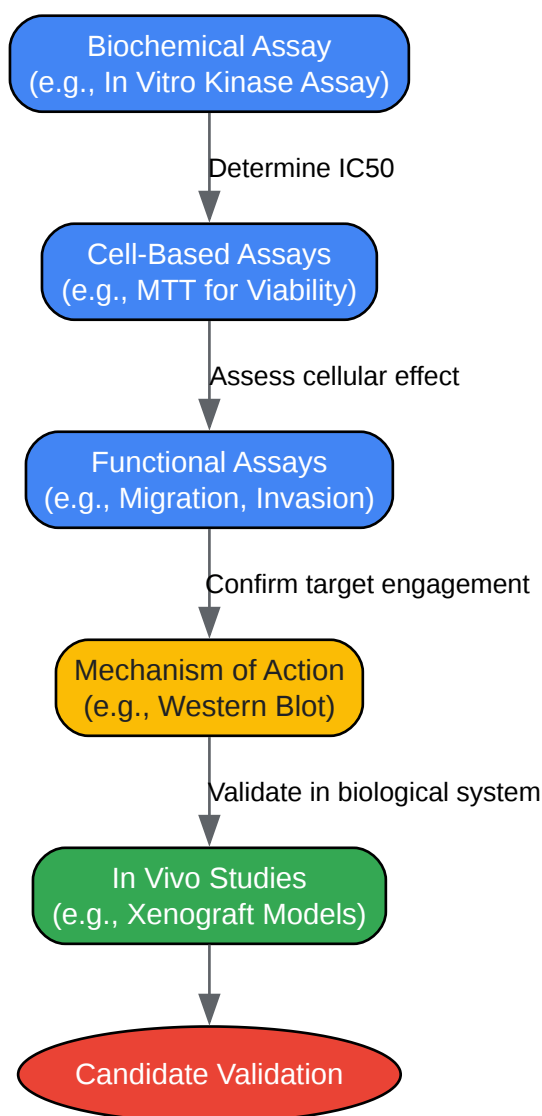 Biochemical Assay
(e.g., In Vitro Kinase Assay)
Determine IC50
Cell-Based Assays
(e.g., MTT for Viability)
Assess cellular effect
Functional Assays
(e.g., Migration, Invasion)
Confirm target engagement
Mechanism of Action
(e.g., Western Blot)
Validate in biological system
In Vivo Studies
(e.g., Xenograft Models)
Candidate Validation